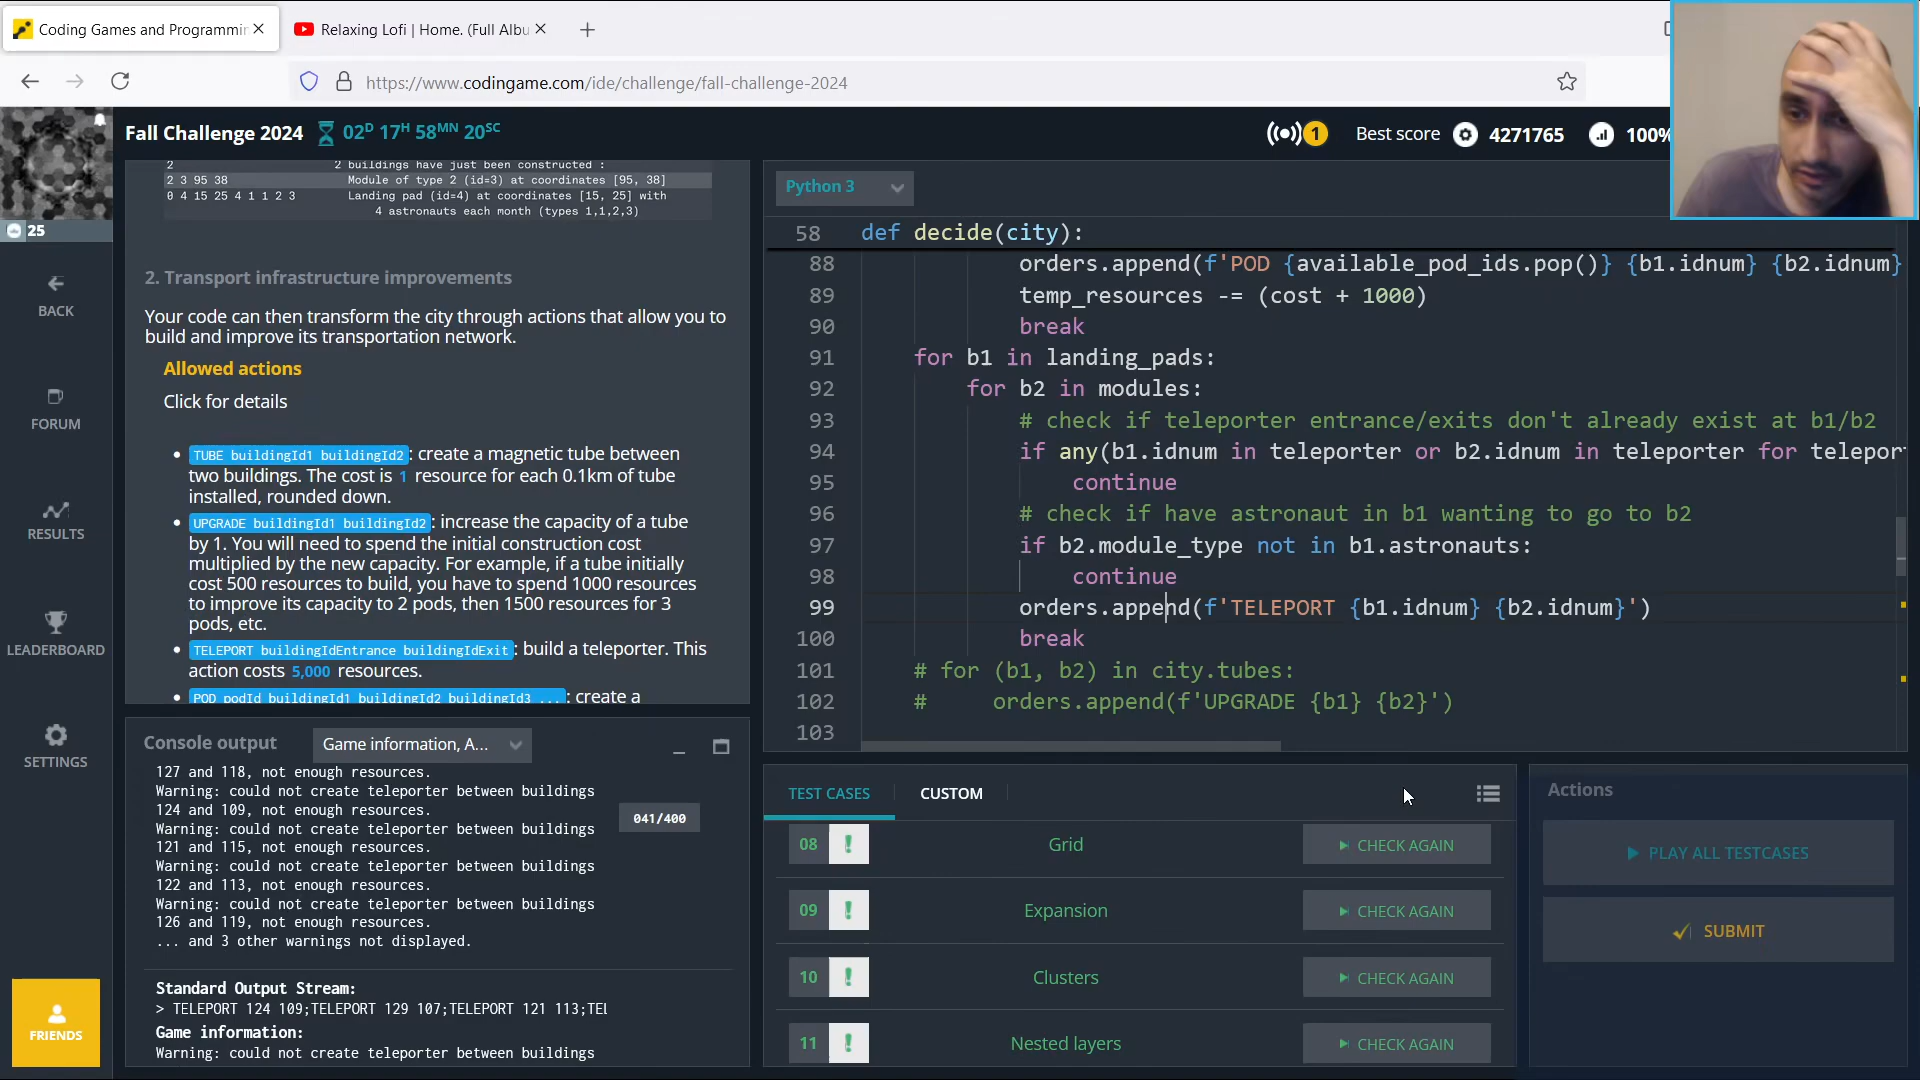 Coding Games and Programmin
Relaxing Lofi | Home. (Full Albu
https://www.codingame.com/ide/challenge/fall-challenge-2024
Fall Challenge 2024
02D 17H 58MN 20SC
1
Best score
4271765
100%
25
BACK
FORUM
RESULTS
LEADERBOARD
SETTINGS
FRIENDS
2 2 buildings have just been constructed :
2 3 95 38 Module of type 2 (id=3) at coordinates [95, 38]
0 4 15 25 4 1 1 2 3 Landing pad (id=4) at coordinates [15, 25] with
4 astronauts each month (types 1,1,2,3)
2. Transport infrastructure improvements
Your code can then transform the city through actions that allow you to
build and improve its transportation network.
Allowed actions
Click for details
• TUBE buildingId1 buildingId2: create a magnetic tube between
two buildings. The cost is 1 resource for each 0.1km of tube
installed, rounded down.
• UPGRADE buildingId1 buildingId2: increase the capacity of a tube
by 1. You will need to spend the initial construction cost
multiplied by the new capacity. For example, if a tube initially
cost 500 resources to build, you have to spend 1000 resources
to improve its capacity to 2 pods, then 1500 resources for 3
pods, etc.
• TELEPORT buildingIdEntrance buildingIdExit: build a teleporter. This
action costs 5,000 resources.
• POD podId buildingId1 buildingId2 buildingId3 ...: create a
Console output
Game information, A...
127 and 118, not enough resources.
Warning: could not create teleporter between buildings
124 and 109, not enough resources.
Warning: could not create teleporter between buildings
121 and 115, not enough resources.
Warning: could not create teleporter between buildings
122 and 113, not enough resources.
Warning: could not create teleporter between buildings
126 and 119, not enough resources.
... and 3 other warnings not displayed.
041/400
Standard Output Stream:
> TELEPORT 124 109;TELEPORT 129 107;TELEPORT 121 113;TEL
Game information:
Warning: could not create teleporter between buildings
Python 3
58 def decide(city):
88 orders.append(f'POD {available_pod_ids.pop()} {b1.idnum} {b2.idnum}
89 temp_resources -= (cost + 1000)
90 break
91 for b1 in landing_pads:
92 for b2 in modules:
93 # check if teleporter entrance/exits don't already exist at b1/b2
94 if any(b1.idnum in teleporter or b2.idnum in teleporter for telepor
95 continue
96 # check if have astronaut in b1 wanting to go to b2
97 if b2.module_type not in b1.astronauts:
98 continue
99 orders.append(f'TELEPORT {b1.idnum} {b2.idnum}')
100 break
101 # for (b1, b2) in city.tubes:
102 # orders.append(f'UPGRADE {b1} {b2}')
103
TEST CASES
CUSTOM
08 ! Grid CHECK AGAIN
09 ! Expansion CHECK AGAIN
10 ! Clusters CHECK AGAIN
11 ! Nested layers CHECK AGAIN
Actions
PLAY ALL TESTCASES
SUBMIT